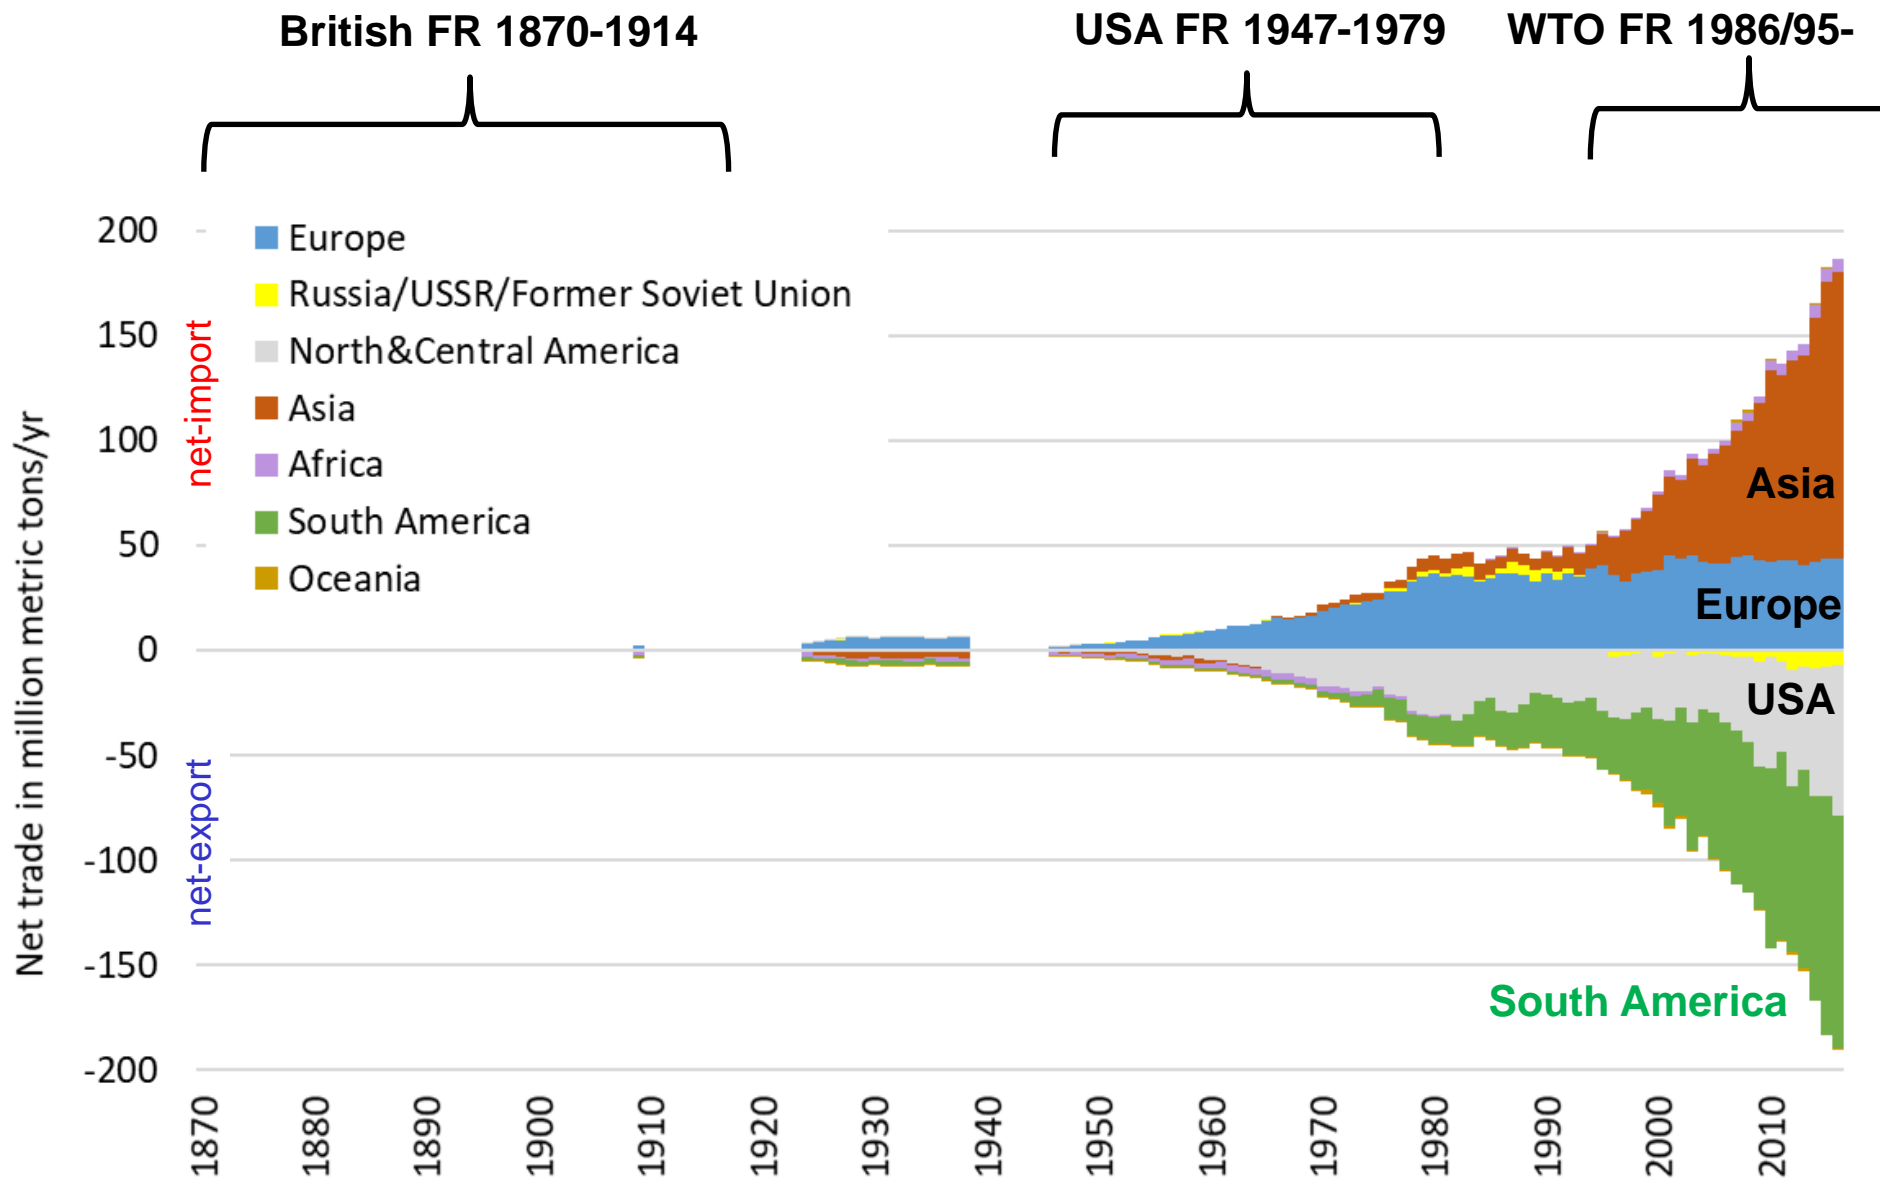 British FR 1870-1914
USA FR 1947-1979
WTO FR 1986/95-
Net trade in million metric tons/yr
net-import
net-export
200
150
100
50
0
-50
-100
-150
-200
Europe
Russia/USSR/Former Soviet Union
North&Central America
Asia
Africa
South America
Oceania
Asia
Europe
USA
South America
1870
1880
1890
1900
1910
1920
1930
1940
1950
1960
1970
1980
1990
2000
2010